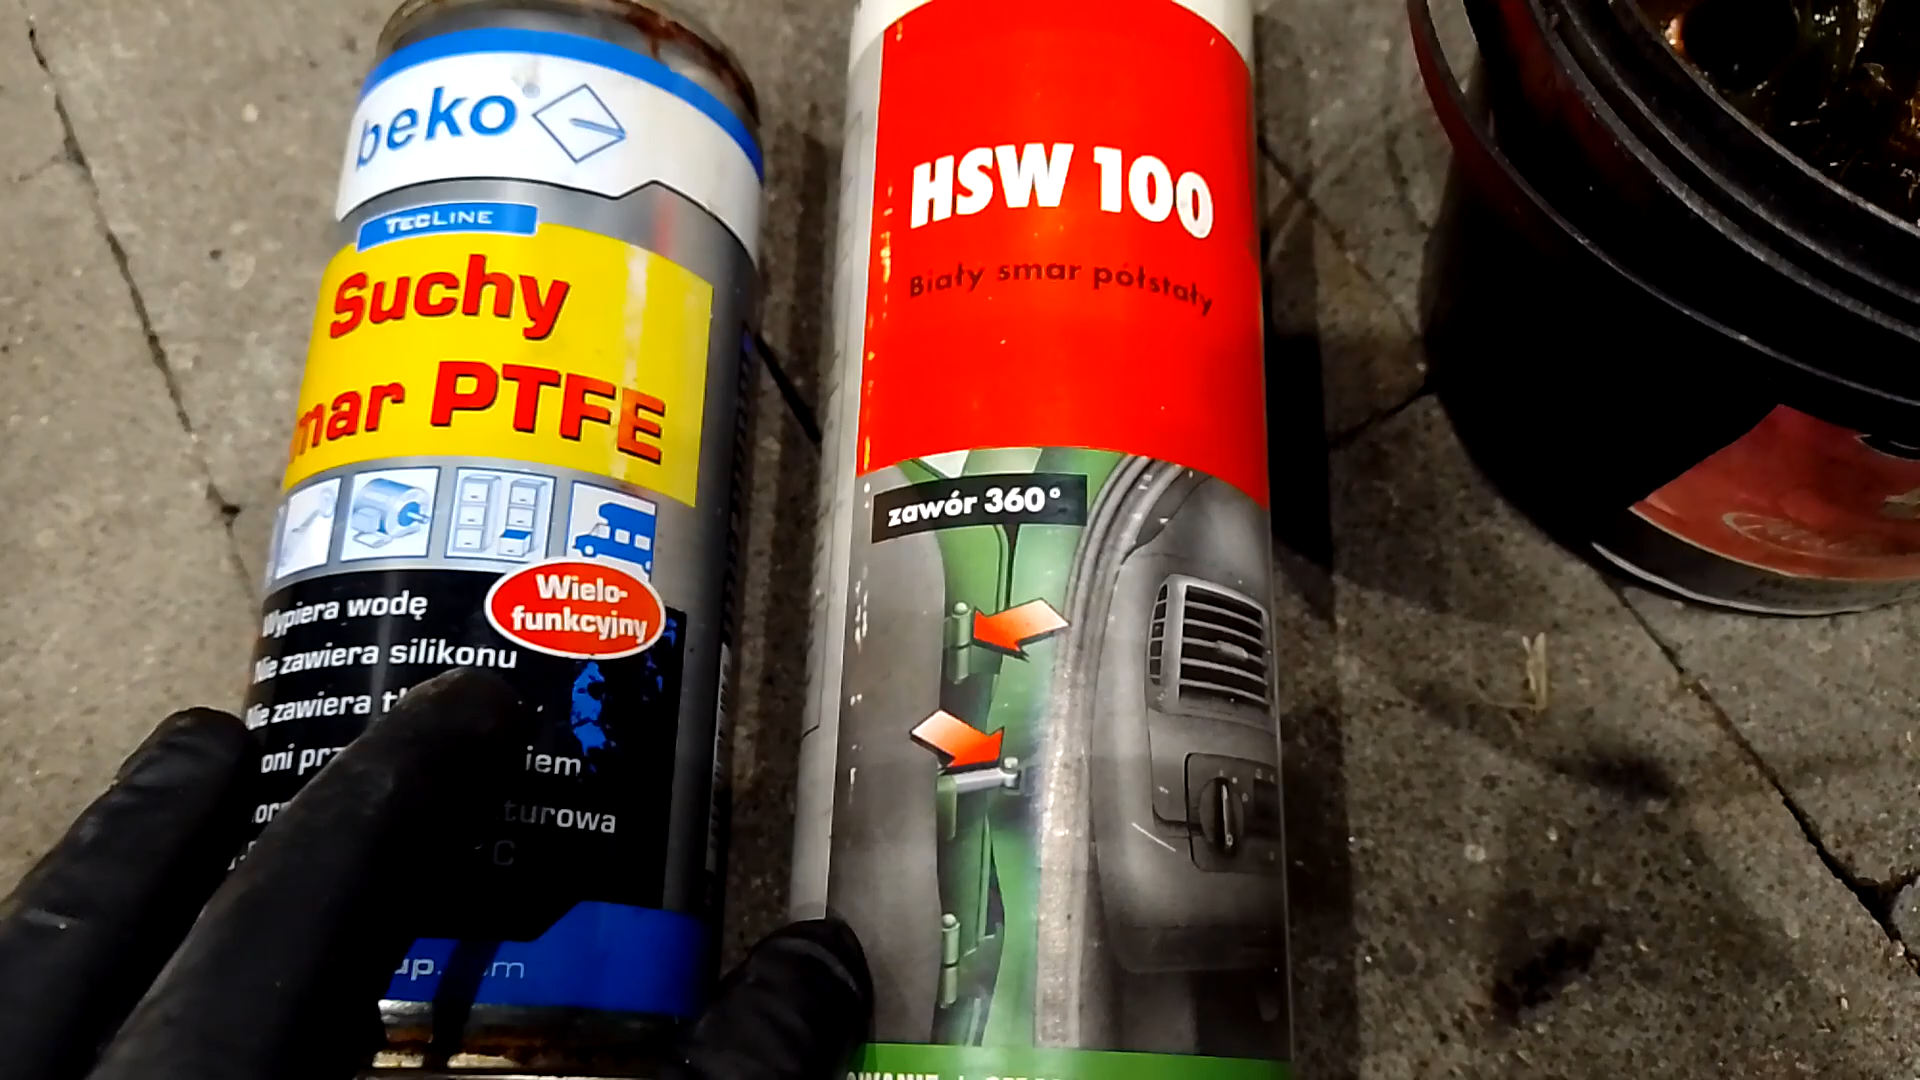 beko®
TECLINE
Suchy
smar PTFE
Wielo-
funkcyjny
Wypiera wodę
Nie zawiera silikonu
Nie zawiera
iem
turowa
C
HSW 100
Biały smar półstały
zawór 360°